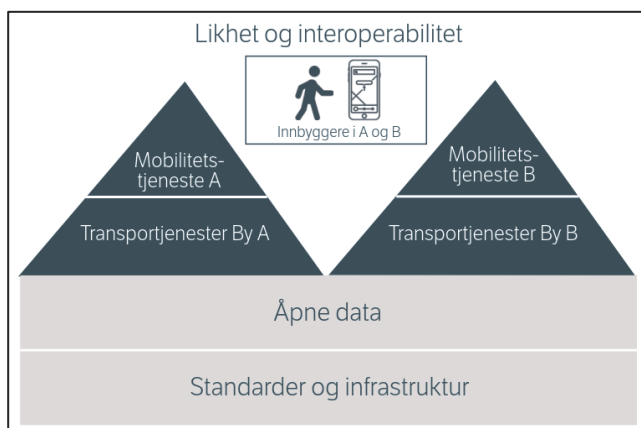 Likhet og interoperabilitet
Innbyggere i A og B
Mobilitets-
tjeneste A
Mobilitets-
tjeneste B
Transportjenester By A
Transportjenester By B
Åpne data
Standarder og infrastruktur